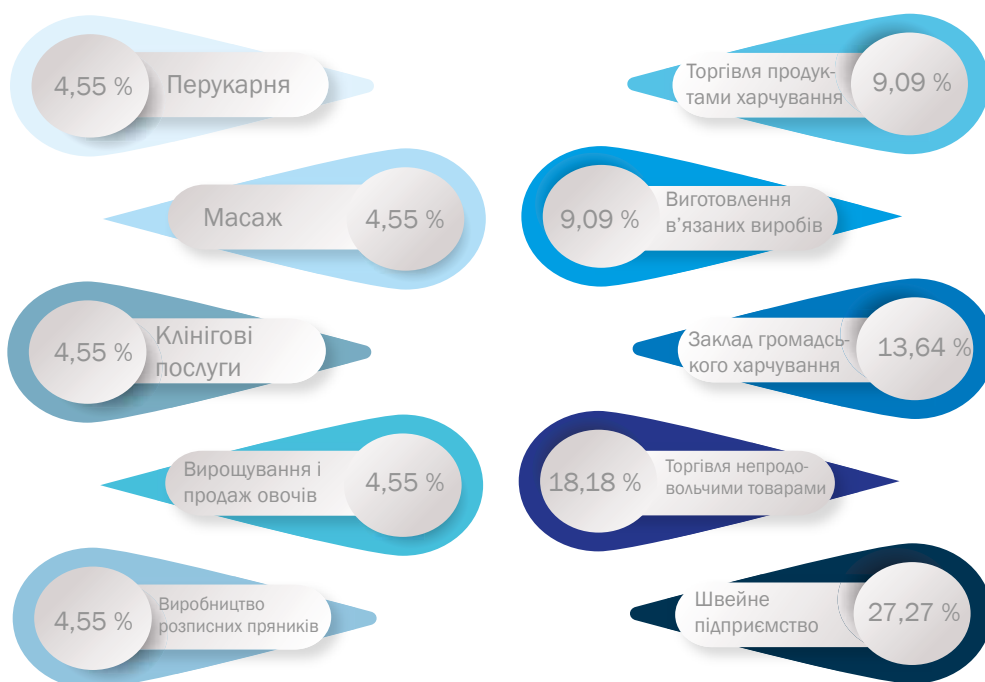 4,55 %
Перукарня
Масаж
4,55 %
4,55 %
Клінігові
послуги
Вирощування і
продаж овочів
4,55 %
4,55 %
Виробництво
розписних пряників
Торгівля продук-
тами харчування
9,09 %
9,09 %
Виготовлення
в’язаних виробів
Заклад громадсь-
кого харчування
13,64 %
18,18 %
Торгівля непродо-
вольчими товарами
Швейне
підприємство
27,27 %